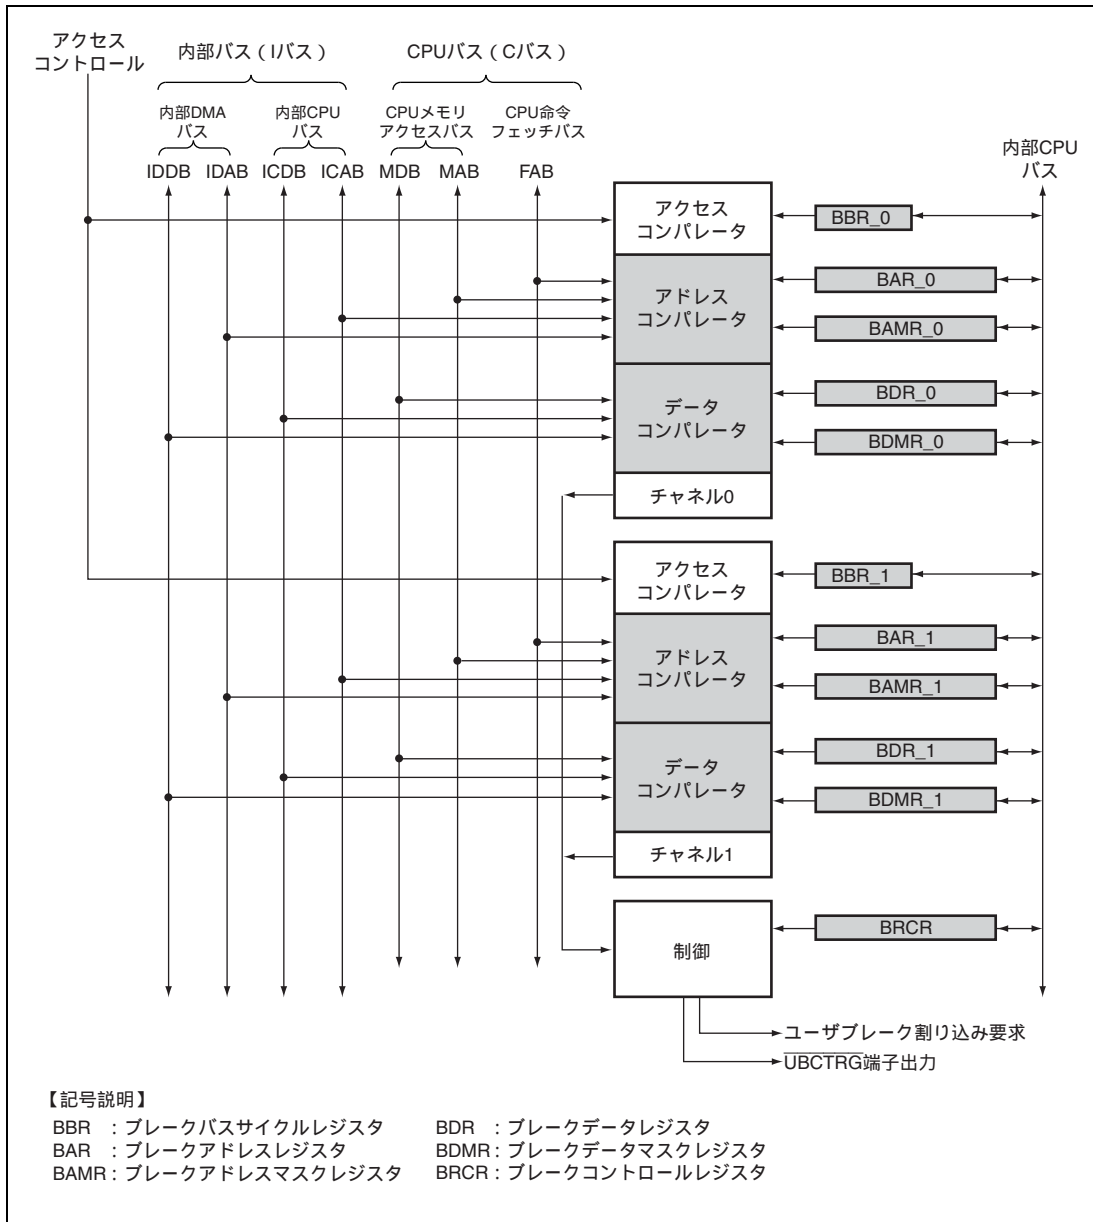 アクセス
コントロール
内部バス（Iバス）
CPUバス（Cバス）
内部DMA
バス
内部CPU
バス
CPUメモリ
アクセスバス
CPU命令
フェッチバス
内部CPU
バス
IDDB IDAB ICDB ICAB MDB MAB FAB
アクセス
コンパレータ
BBR_0
アドレス
コンパレータ
BAR_0
BAMR_0
データ
コンパレータ
BDR_0
BDMR_0
チャネル0
アクセス
コンパレータ
BBR_1
アドレス
コンパレータ
BAR_1
BAMR_1
データ
コンパレータ
BDR_1
BDMR_1
チャネル1
制御
BRCR
ユーザブレーク割り込み要求
UBCTRG端子出力
【記号説明】
BBR ：ブレークバスサイクルレジスタ BDR ：ブレークデータレジスタ
BAR ：ブレークアドレスレジスタ BDMR：ブレークデータマスクレジスタ
BAMR：ブレークアドレスマスクレジスタ BRCR：ブレークコントロールレジスタ